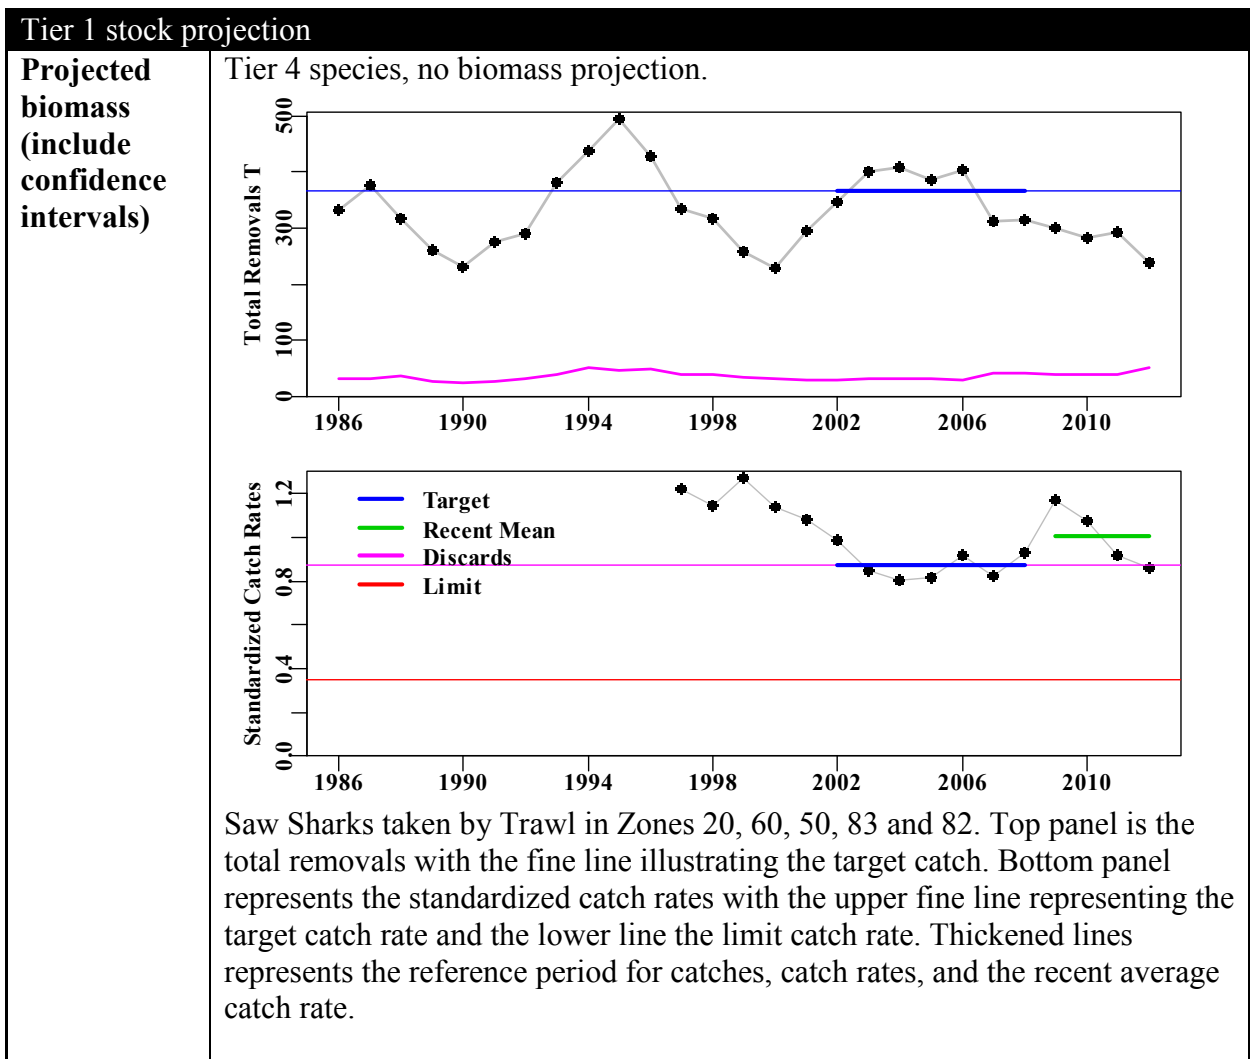 Tier 1 stock projection
Projected
biomass
(include
confidence
intervals)
Tier 4 species, no biomass projection.
Total Removals T
500
300
100
0
1986 1990 1994 1998 2002 2006 2010
Standardized Catch Rates
1.2
0.8
0.4
0.0
Target
Recent Mean
Discards
Limit
1986 1990 1994 1998 2002 2006 2010
Saw Sharks taken by Trawl in Zones 20, 60, 50, 83 and 82. Top panel is the
total removals with the fine line illustrating the target catch. Bottom panel
represents the standardized catch rates with the upper fine line representing the
target catch rate and the lower line the limit catch rate. Thickened lines
represents the reference period for catches, catch rates, and the recent average
catch rate.